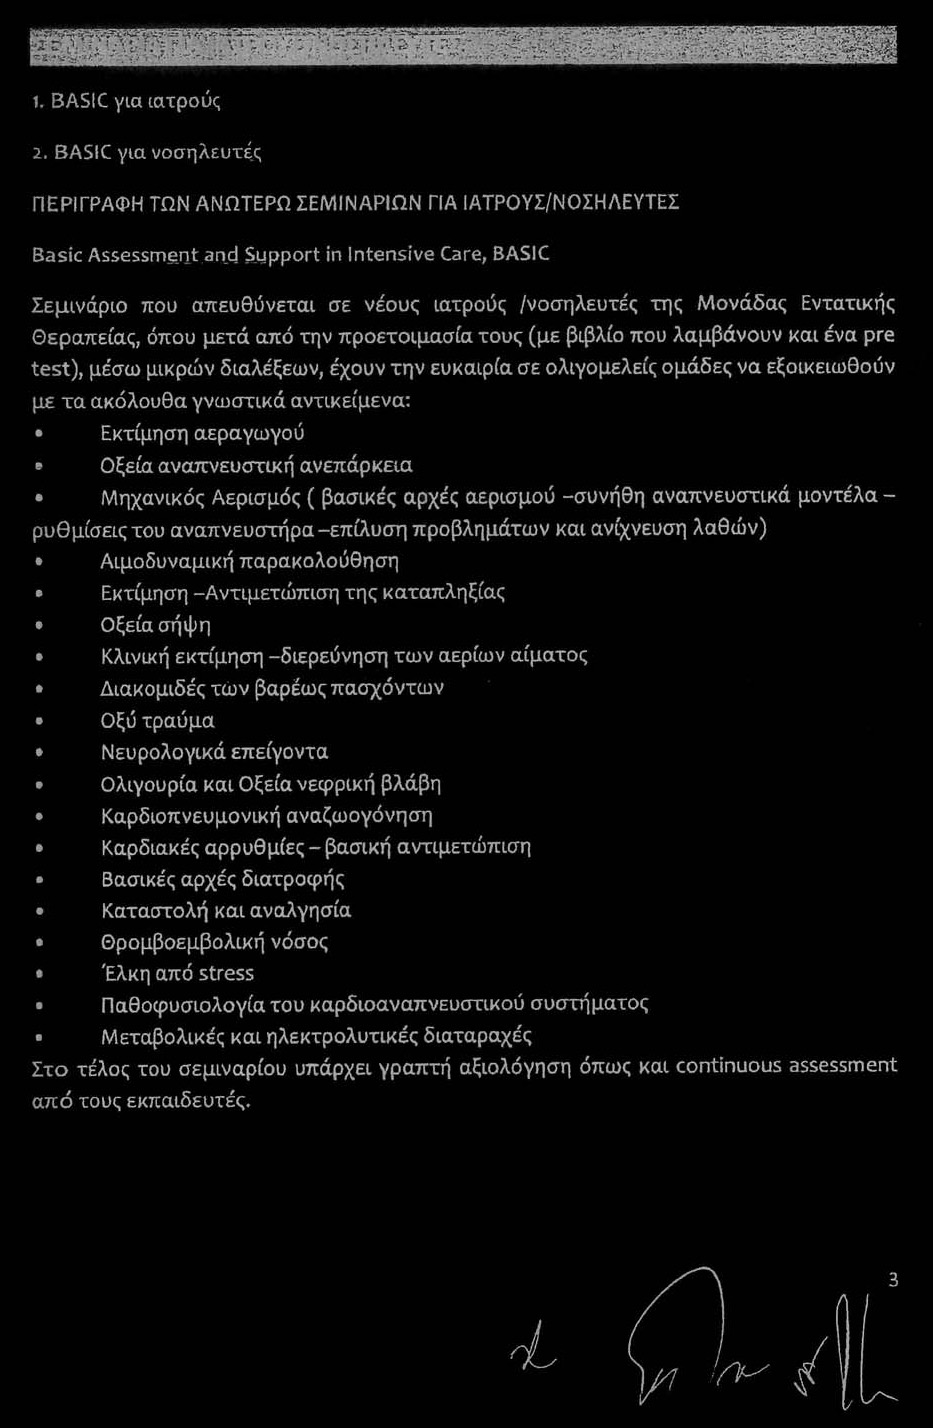 ΣΕΜΙΝΑΡΙΑ ΓΙΑ ΙΑΤΡΟΥΣ/ΝΟΣΗΛΕΥΤΕΣ
1. BASIC για ιατρούς
2. BASIC για νοσηλευτές
ΠΕΡΙΓΡΑΦΗ ΤΩΝ ΑΝΩΤΕΡΩ ΣΕΜΙΝΑΡΙΩΝ ΓΙΑ ΙΑΤΡΟΥΣ/ΝΟΣΗΛΕΥΤΕΣ
Basic Assessment and Support in Intensive Care, BASIC
Σεμινάριο που απευθύνεται σε νέους ιατρούς /νοσηλευτές της Μονάδας Εντατικής
Θεραπείας, όπου μετά από την προετοιμασία τους (με βιβλίο που λαμβάνουν και ένα pre
test), μέσω μικρών διαλέξεων, έχουν την ευκαιρία σε ολιγομελείς ομάδες να εξοικειωθούν
με τα ακόλουθα γνωστικά αντικείμενα:
• Εκτίμηση αεραγωγού
• Οξεία αναπνευστική ανεπάρκεια
• Μηχανικός Αερισμός ( βασικές αρχές αερισμού –συνήθη αναπνευστικά μοντέλα –
ρυθμίσεις του αναπνευστήρα –επίλυση προβλημάτων και ανίχνευση λαθών)
• Αιμοδυναμική παρακολούθηση
• Εκτίμηση –Αντιμετώπιση της καταπληξίας
• Οξεία σήψη
• Κλινική εκτίμηση –διερεύνηση των αερίων αίματος
• Διακομιδές των βαρέως πασχόντων
• Οξύ τραύμα
• Νευρολογικά επείγοντα
• Ολιγουρία και Οξεία νεφρική βλάβη
• Καρδιοπνευμονική αναζωογόνηση
• Καρδιακές αρρυθμίες – βασική αντιμετώπιση
• Βασικές αρχές διατροφής
• Καταστολή και αναλγησία
• Θρομβοεμβολική νόσος
• Έλκη από stress
• Παθοφυσιολογία του καρδιοαναπνευστικού συστήματος
• Μεταβολικές και ηλεκτρολυτικές διαταραχές
Στο τέλος του σεμιναρίου υπάρχει γραπτή αξιολόγηση όπως και continuous assessment
από τους εκπαιδευτές.
3